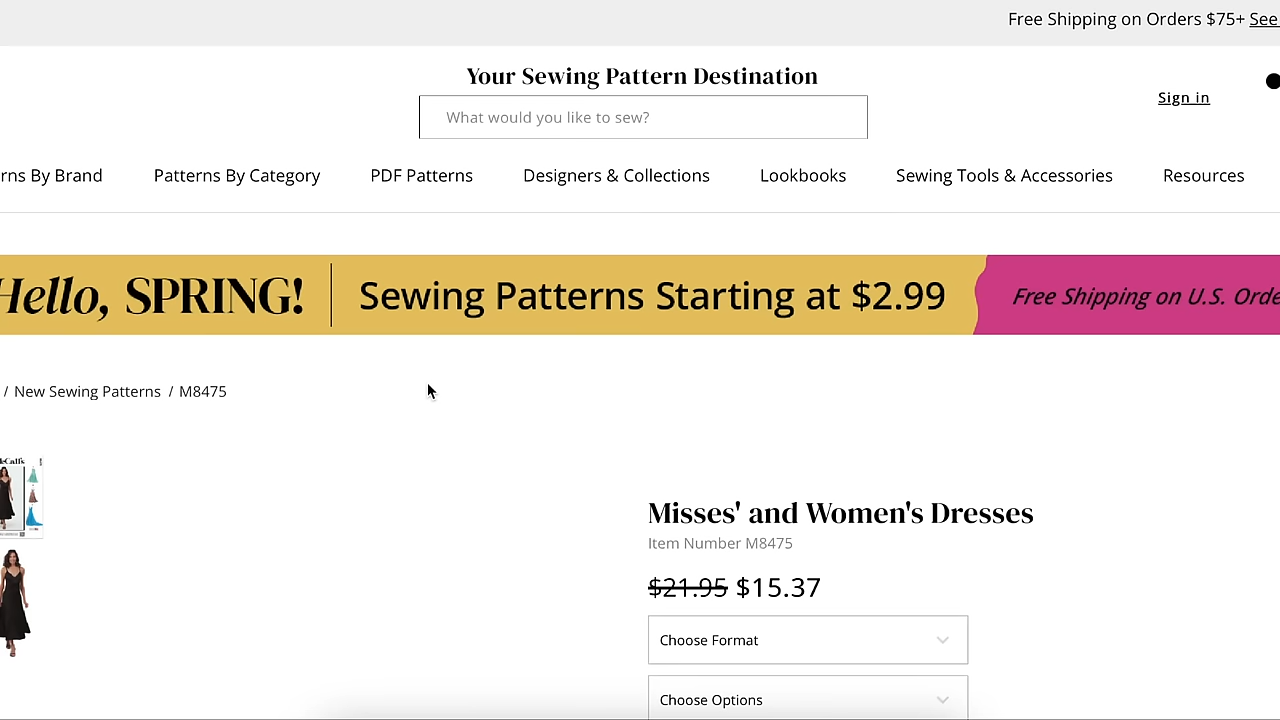 Free Shipping on Orders $75+ See
Your Sewing Pattern Destination
What would you like to sew?
Sign in
rns By Brand
Patterns By Category
PDF Patterns
Designers & Collections
Lookbooks
Sewing Tools & Accessories
Resources
Hello, SPRING!
Sewing Patterns Starting at $2.99
Free Shipping on U.S. Orde
/ New Sewing Patterns / M8475
Misses' and Women's Dresses
Item Number M8475
$21.95 $15.37
Choose Format
Choose Options